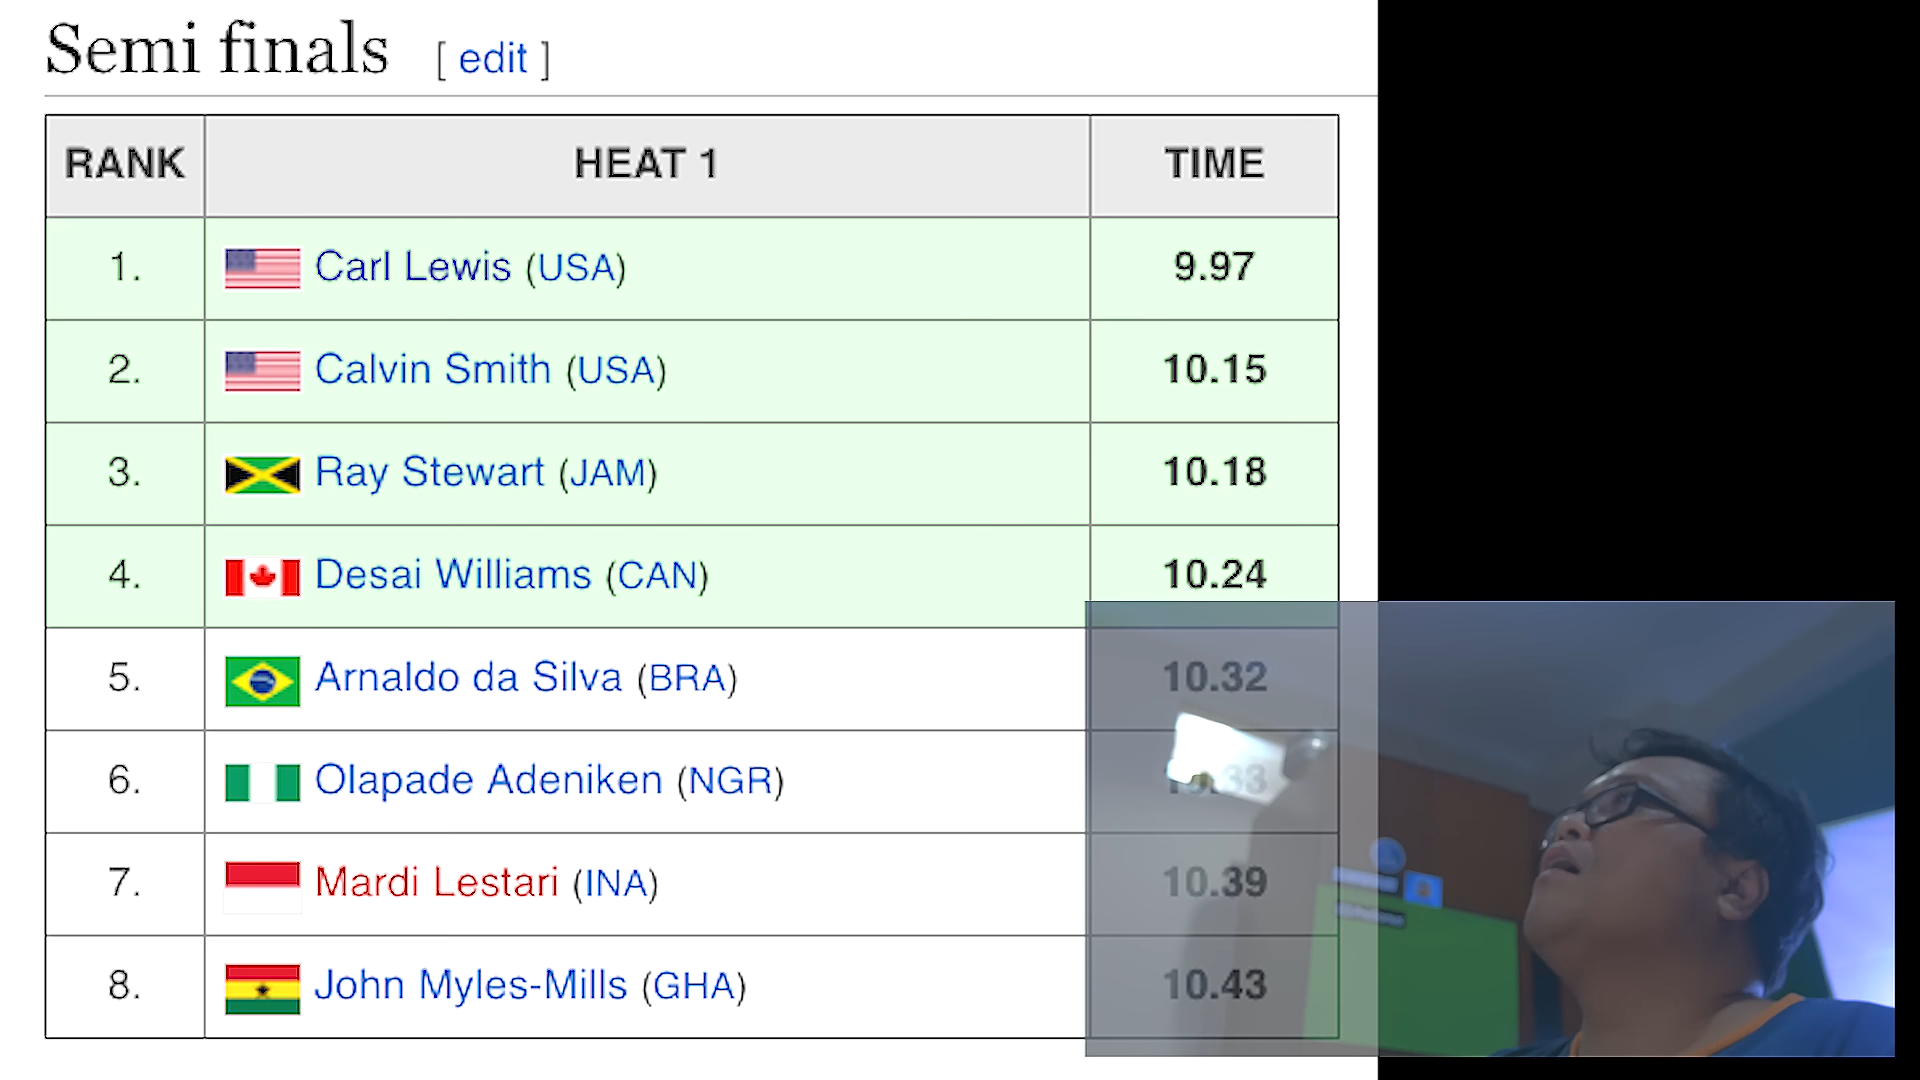 Semi finals [ edit ]
RANK HEAT 1 TIME
1. Carl Lewis (USA) 9.97
2. Calvin Smith (USA) 10.15
3. Ray Stewart (JAM) 10.18
4. Desai Williams (CAN) 10.24
5. Arnaldo da Silva (BRA) 10.32
6. Olapade Adeniken (NGR)
7. Mardi Lestari (INA) 10.39
8. John Myles-Mills (GHA) 10.43